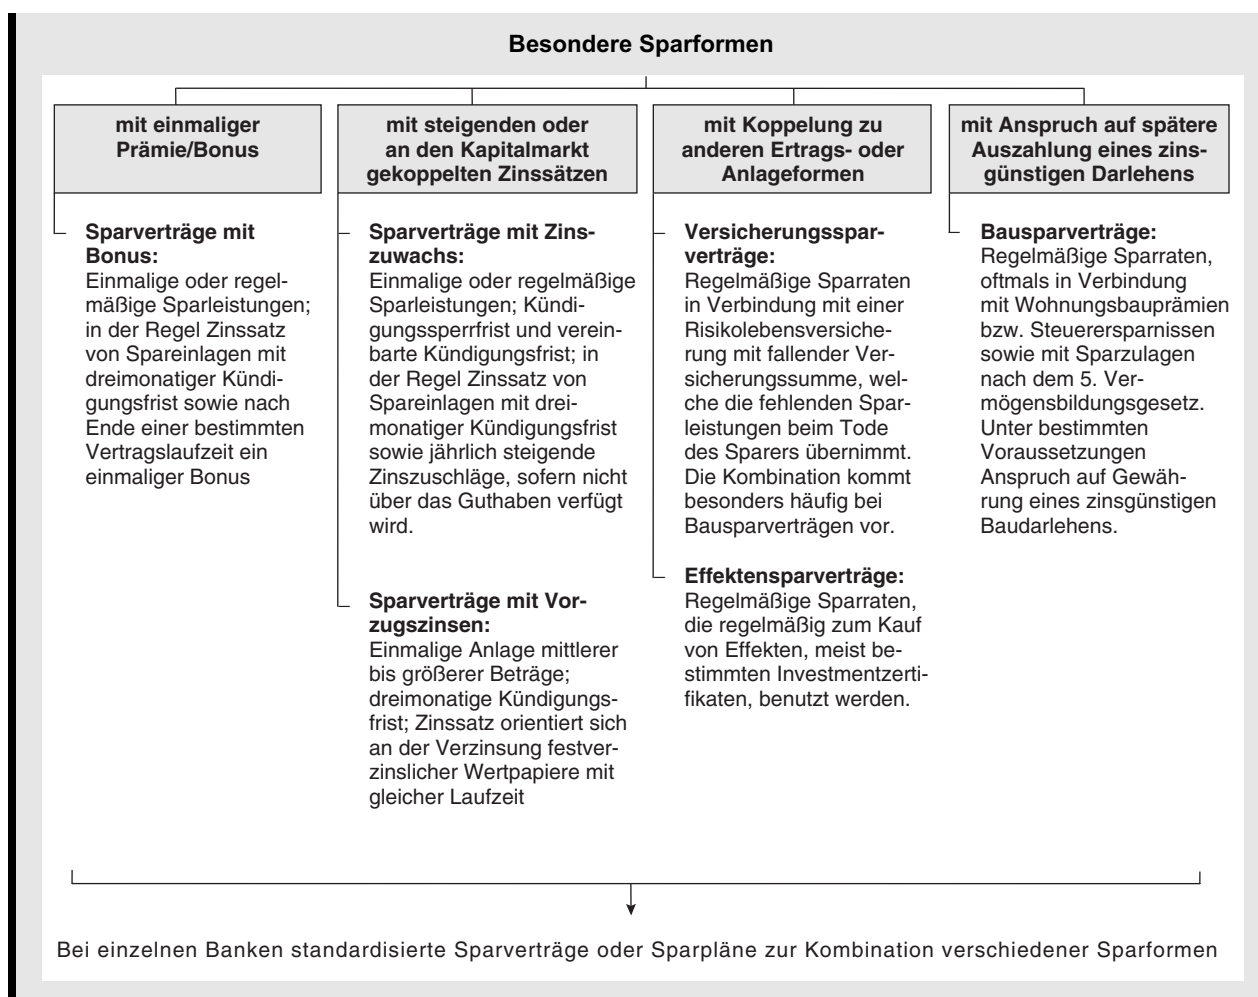 Besondere Sparformen
mit einmaliger
Prämie/Bonus
mit steigenden oder
an den Kapitalmarkt
gekoppelten Zinssätzen
mit Koppelung zu
anderen Ertrags- oder
Anlageformen
mit Anspruch auf spätere
Auszahlung eines zins-
günstigen Darlehens
Sparverträge mit
Bonus:
Einmalige oder regel-
mäßige Sparleistungen;
in der Regel Zinssatz
von Spareinlagen mit
dreimonatiger Kündi-
gungsfrist sowie nach
Ende einer bestimmten
Vertragslaufzeit ein
einmaliger Bonus
Sparverträge mit Zins-
zuwachs:
Einmalige oder regelmäßige
Sparleistungen; Kündi-
gungssperrfrist und verein-
barte Kündigungsfrist; in
der Regel Zinssatz von
Spareinlagen mit drei-
monatiger Kündigungsfrist
sowie jährlich steigende
Zinszuschläge, sofern nicht
über das Guthaben verfügt
wird.
Sparverträge mit Vor-
zugszinsen:
Einmalige Anlage mittlerer
bis größerer Beträge;
dreimonatige Kündigungs-
frist; Zinssatz orientiert sich
an der Verzinsung festver-
zinslicher Wertpapiere mit
gleicher Laufzeit
Versicherungsspar-
verträge:
Regelmäßige Sparraten
in Verbindung mit einer
Risikolebensversiche-
rung mit fallender Ver-
sicherungssumme, wel-
che die fehlenden Spar-
leistungen beim Tode
des Sparers übernimmt.
Die Kombination kommt
besonders häufig bei
Bausparverträgen vor.
Effektensparverträge:
Regelmäßige Sparraten,
die regelmäßig zum Kauf
von Effekten, meist be-
stimmten Investmentzerti-
fikaten, benutzt werden.
Bausparverträge:
Regelmäßige Sparraten,
oftmals in Verbindung
mit Wohnungsbauprämien
bzw. Steuerersparnissen
sowie mit Sparzulagen
nach dem 5. Ver-
mögensbildungsgesetz.
Unter bestimmten
Voraussetzungen
Anspruch auf Gewäh-
rung eines zinsgünstigen
Baudarlehens.
Bei einzelnen Banken standardisierte Sparverträge oder Sparpläne zur Kombination verschiedener Sparformen